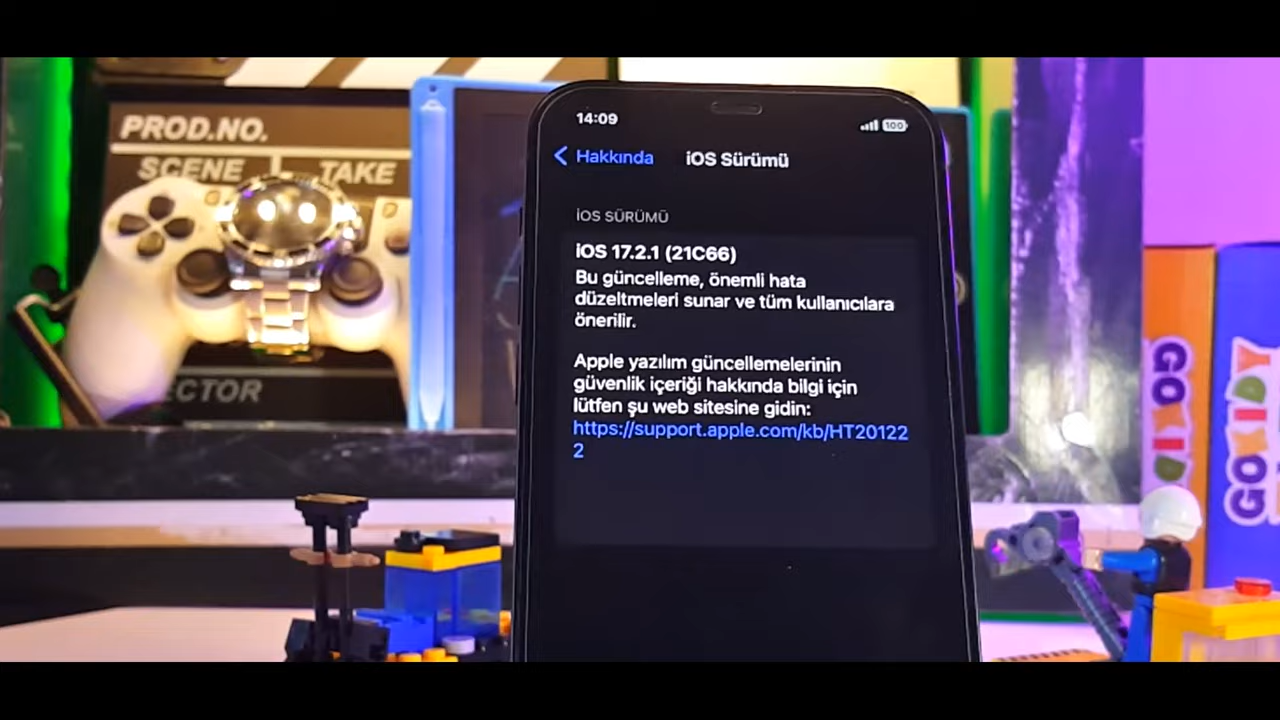 PROD.NO.
SCENE
TAKE
ECTOR
14:09
100
Hakkında
iOS Sürümü
İOS SÜRÜMÜ
iOS 17.2.1 (21C66)
Bu güncelleme, önemli hata
düzeltmeleri sunar ve tüm kullanıcılara
önerilir.
Apple yazılım güncellemelerinin
güvenlik içeriği hakkında bilgi için
lütfen şu web sitesine gidin:
https://support.apple.com/kb/HT20122
2
GOKIDY
GOKIDY